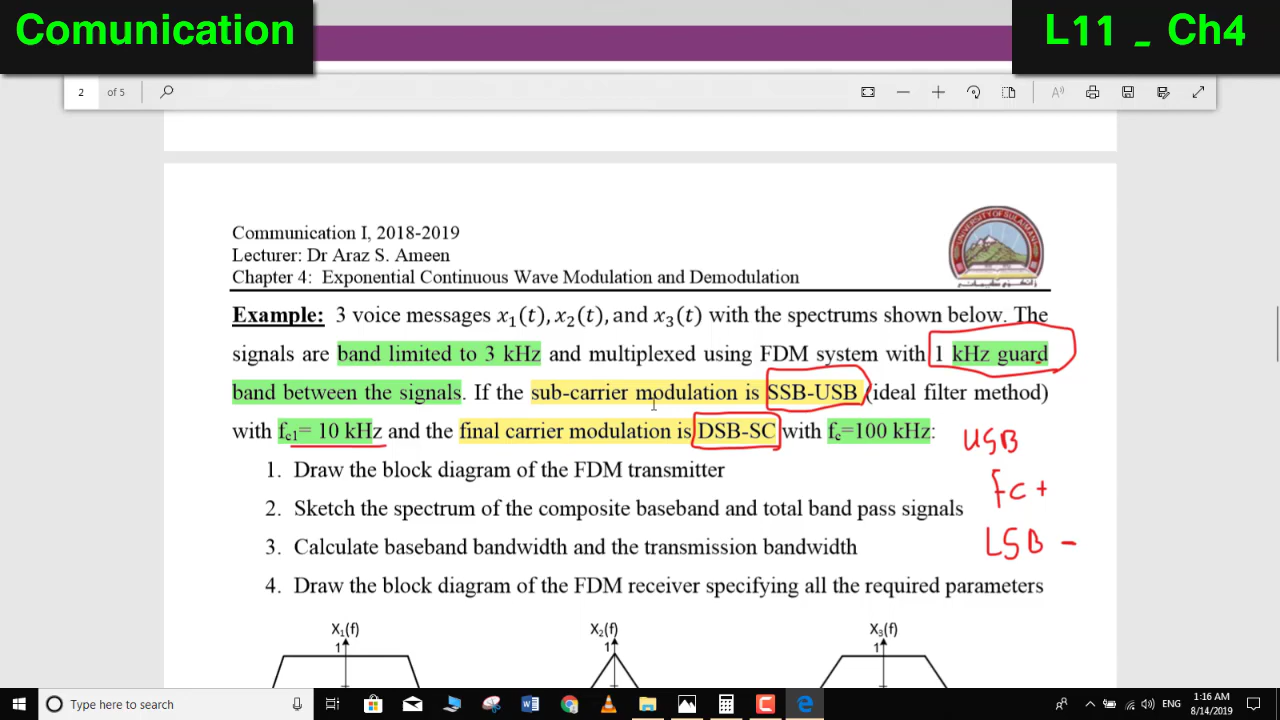 Comunication
L11 _ Ch4
2 of 5
Communication I, 2018-2019
Lecturer: Dr Araz S. Ameen
Chapter 4: Exponential Continuous Wave Modulation and Demodulation
Example: 3 voice messages x₁(t), x₂(t), and x₃(t) with the spectrums shown below. The
signals are band limited to 3 kHz and multiplexed using FDM system with 1 kHz guard
band between the signals. If the sub-carrier modulation is SSB-USB (ideal filter method)
with fc1= 10 kHz and the final carrier modulation is DSB-SC with fc=100 kHz:
USB
fc +
LSB -
1. Draw the block diagram of the FDM transmitter
2. Sketch the spectrum of the composite baseband and total band pass signals
3. Calculate baseband bandwidth and the transmission bandwidth
4. Draw the block diagram of the FDM receiver specifying all the required parameters
X₁(f) X₂(f) X₃(f)
1 1 1
Type here to search
ENG
1:16 AM
8/14/2019